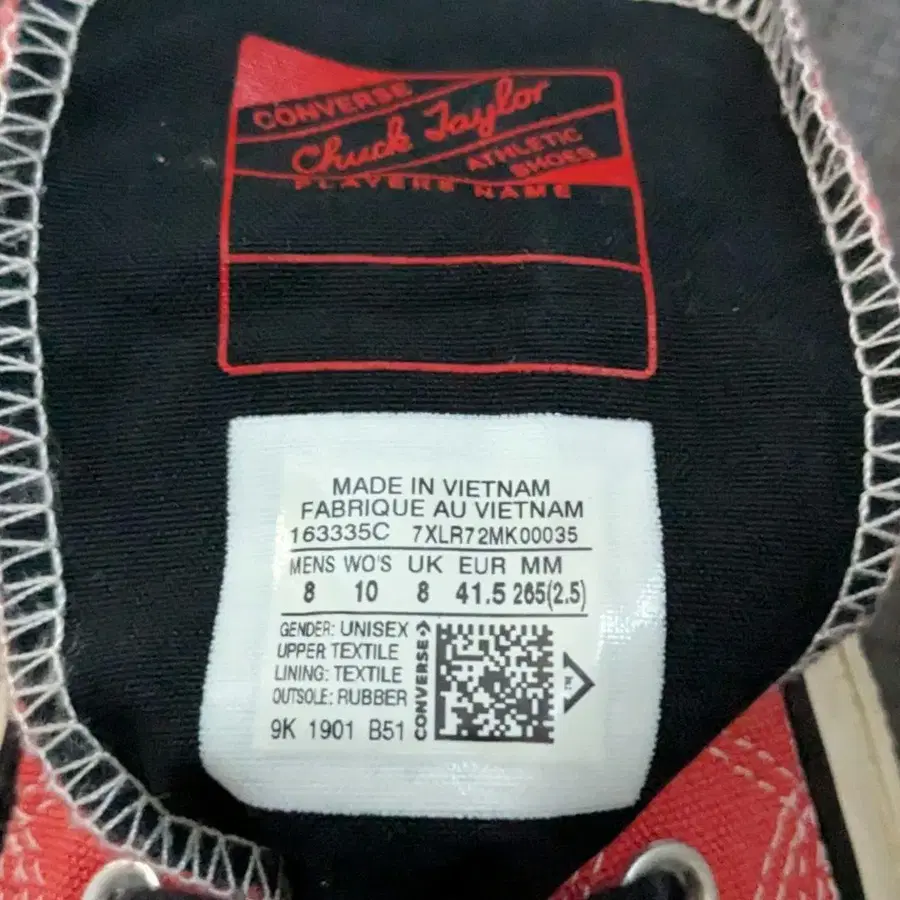 CONVERSE
Chuck Taylor
ATHLETIC
SHOES
PLAYERS NAME
MADE IN VIETNAM
FABRIQUE AU VIETNAM
163335C 7XLR72MK00035
MENS WO'S UK EUR MM
8 10 8 41.5 265(2.5)
GENDER: UNISEX
UPPER TEXTILE
LINING: TEXTILE
OUTSOLE: RUBBER
9K 1901 B51
CONVERSE
TM